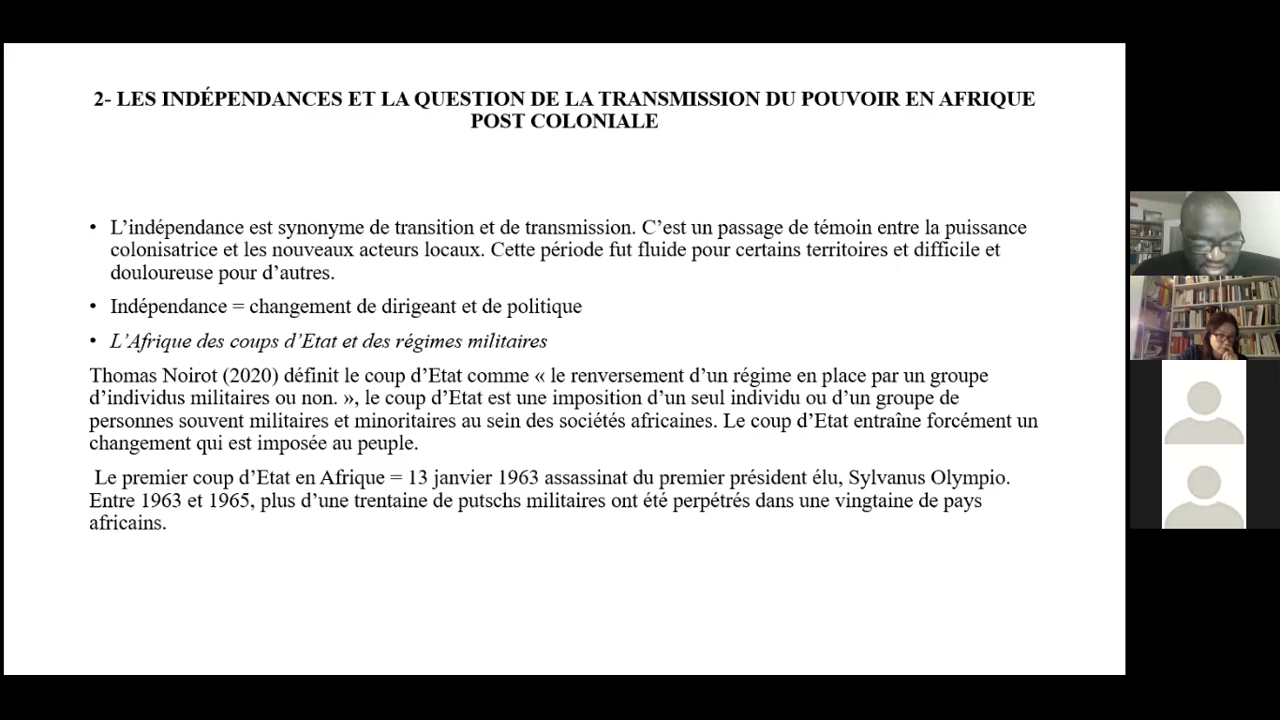 2- LES INDÉPENDANCES ET LA QUESTION DE LA TRANSMISSION DU POUVOIR EN AFRIQUE
POST COLONIALE
• L’indépendance est synonyme de transition et de transmission. C’est un passage de témoin entre la puissance
colonisatrice et les nouveaux acteurs locaux. Cette période fut fluide pour certains territoires et difficile et
douloureuse pour d’autres.
• Indépendance = changement de dirigeant et de politique
• L’Afrique des coups d’Etat et des régimes militaires
Thomas Noirot (2020) définit le coup d’Etat comme « le renversement d’un régime en place par un groupe
d’individus militaires ou non. », le coup d’Etat est une imposition d’un seul individu ou d’un groupe de
personnes souvent militaires et minoritaires au sein des sociétés africaines. Le coup d’Etat entraîne forcément un
changement qui est imposée au peuple.
Le premier coup d’Etat en Afrique = 13 janvier 1963 assassinat du premier président élu, Sylvanus Olympio.
Entre 1963 et 1965, plus d’une trentaine de putschs militaires ont été perpétrés dans une vingtaine de pays
africains.